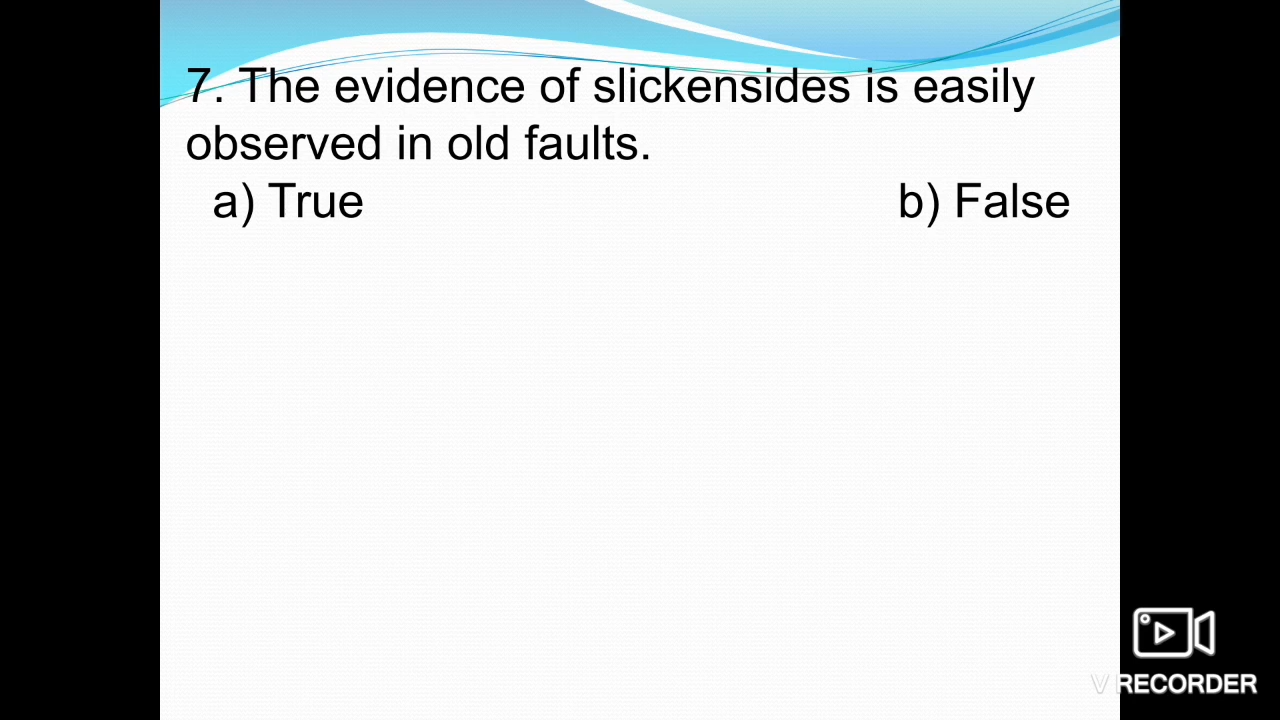 7. The evidence of slickensides is easily
observed in old faults.
a) True b) False
V RECORDER